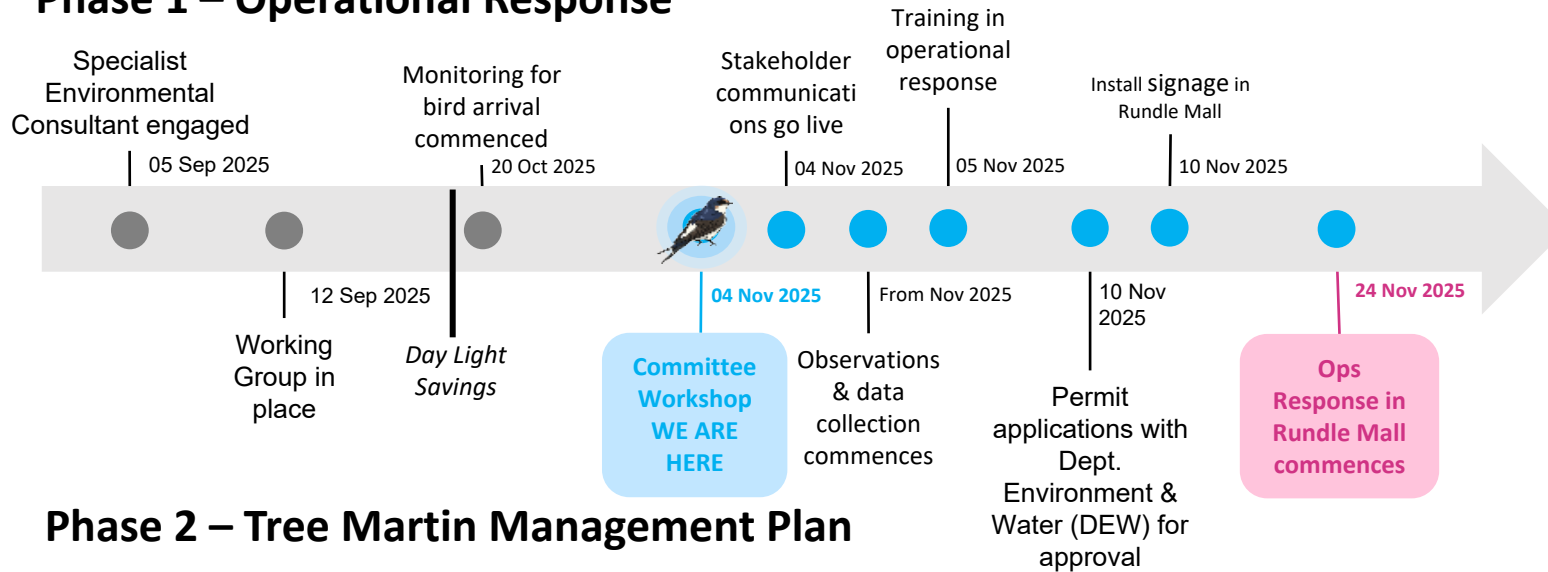 Phase 1 – Operational Response
Specialist
Environmental
Consultant engaged
05 Sep 2025
12 Sep 2025
Working
Group in
place
Day Light
Savings
Monitoring for
bird arrival
commenced
20 Oct 2025
04 Nov 2025
Committee
Workshop
WE ARE
HERE
Stakeholder
communicati
ons go live
04 Nov 2025
From Nov 2025
Observations
& data
collection
commences
Training in
operational
response
05 Nov 2025
10 Nov
2025
Permit
applications with
Dept.
Environment &
Water (DEW) for
approval
Install signage in
Rundle Mall
10 Nov 2025
24 Nov 2025
Ops
Response in
Rundle Mall
commences
Phase 2 – Tree Martin Management Plan